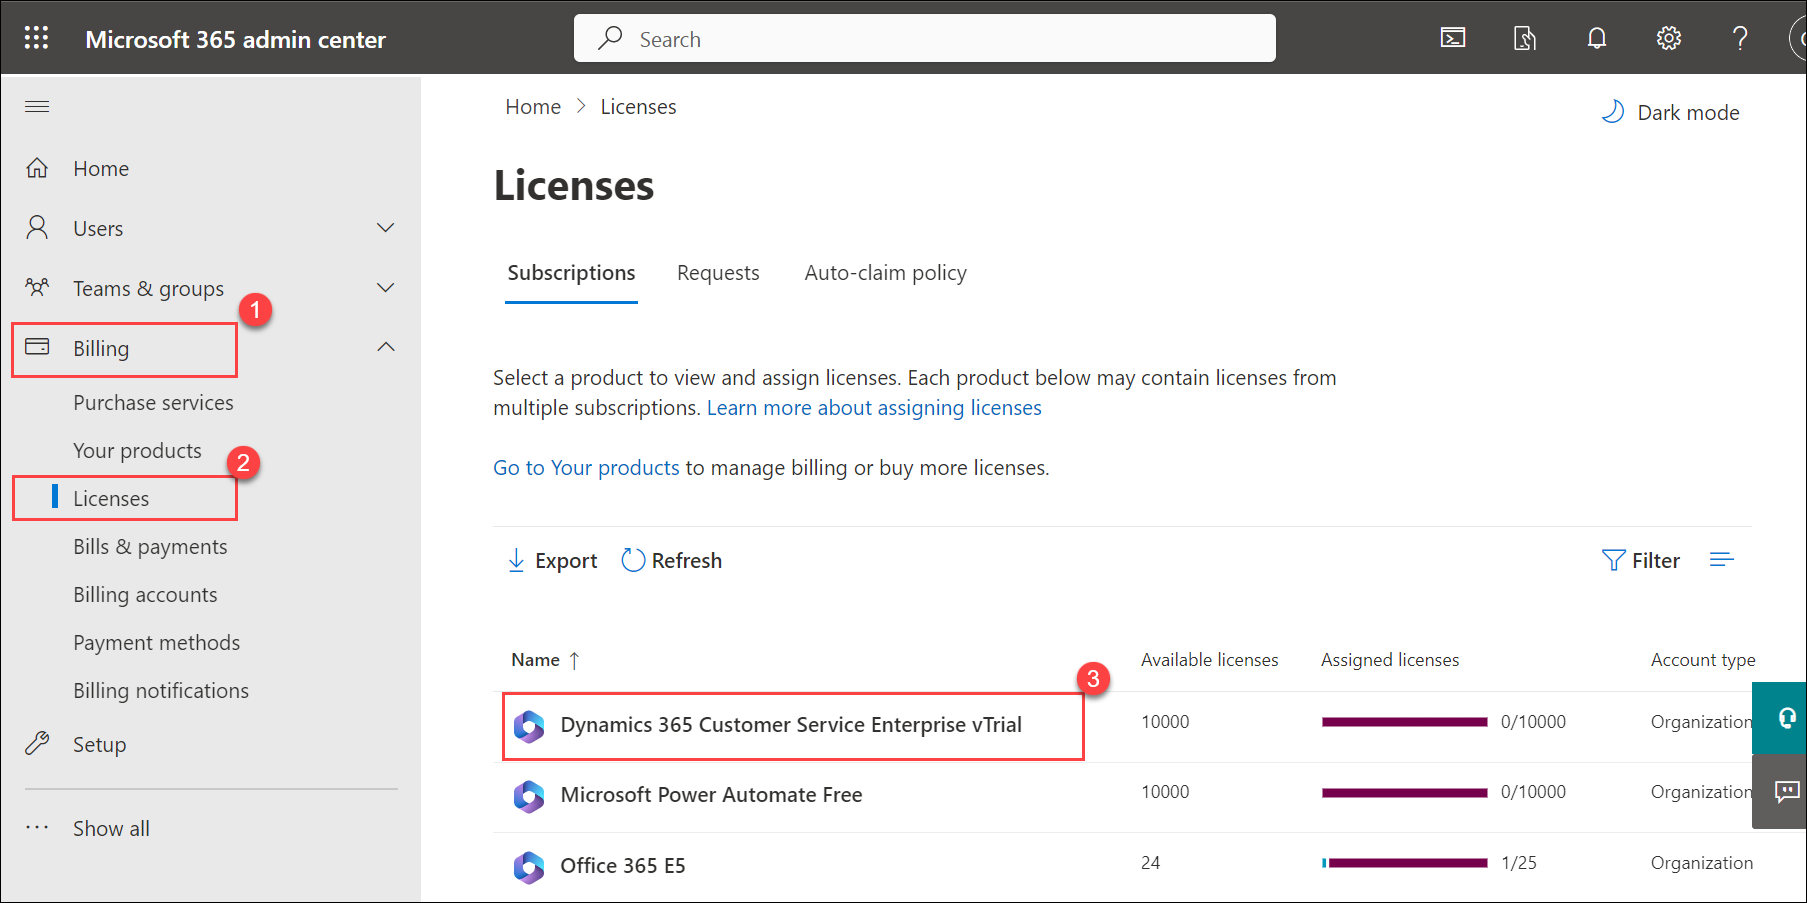 Microsoft 365 admin center
Search
Home
Users
Teams & groups
1
Billing
Purchase services
Your products
2
Licenses
Bills & payments
Billing accounts
Payment methods
Billing notifications
Setup
Show all
Home > Licenses
Dark mode
Licenses
Subscriptions Requests Auto-claim policy
Select a product to view and assign licenses. Each product below may contain licenses from
multiple subscriptions. Learn more about assigning licenses
Go to Your products to manage billing or buy more licenses.
Export Refresh Filter
Name ↑ Available licenses Assigned licenses Account type
3
Dynamics 365 Customer Service Enterprise vTrial 10000 0/10000 Organization
Microsoft Power Automate Free 10000 0/10000 Organization
Office 365 E5 24 1/25 Organization